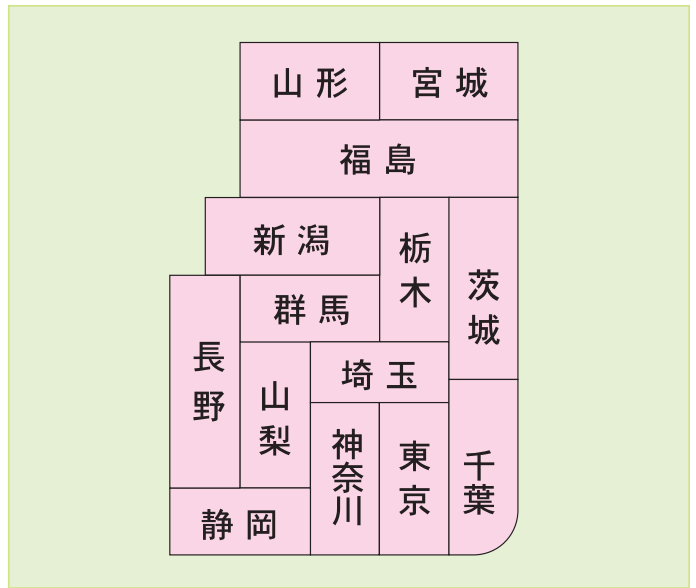 山形
宮城
福島
新潟
栃木
茨城
群馬
長野
埼玉
山梨
神奈川
東京
千葉
静岡